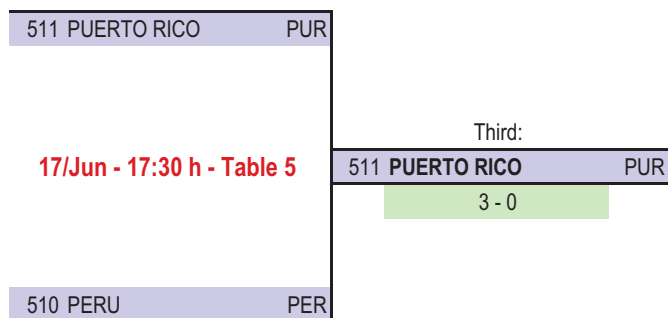 511 PUERTO RICO PUR
Third:
17/Jun - 17:30 h - Table 5
511 PUERTO RICO PUR
3 - 0
510 PERU PER